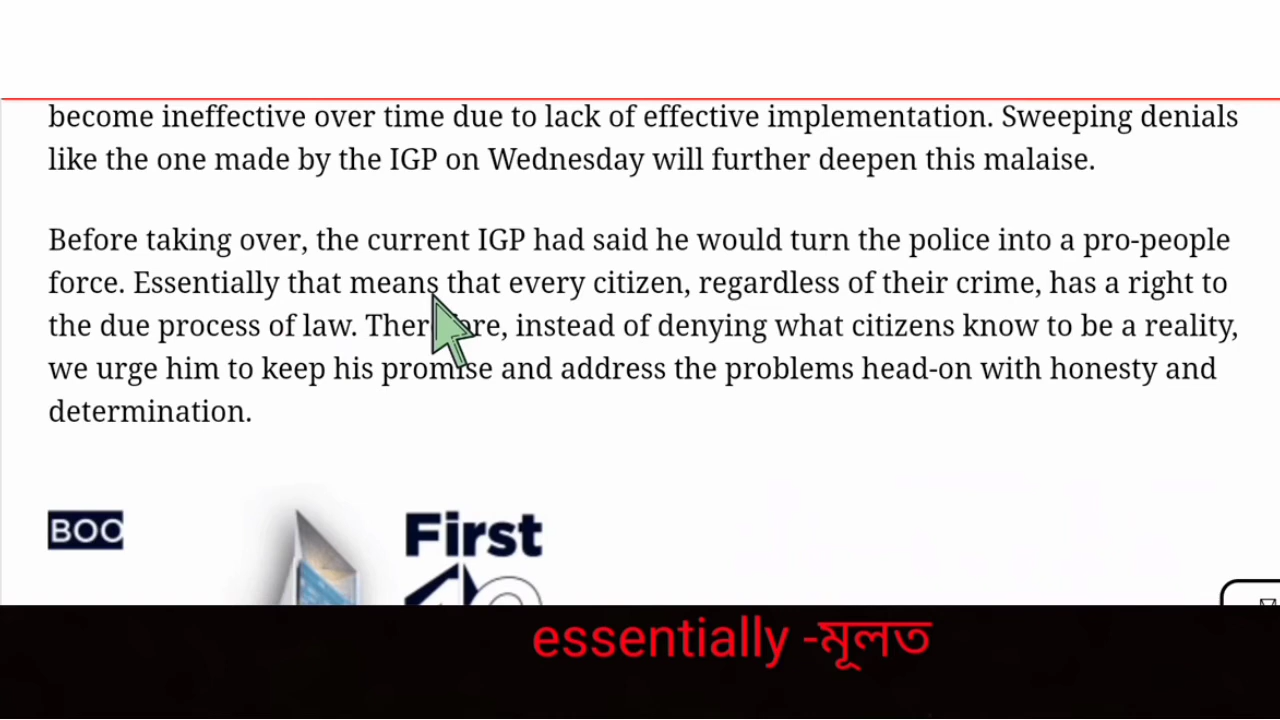 become ineffective over time due to lack of effective implementation. Sweeping denials
like the one made by the IGP on Wednesday will further deepen this malaise.
Before taking over, the current IGP had said he would turn the police into a pro-people
force. Essentially that means that every citizen, regardless of their crime, has a right to
the due process of law. Therefore, instead of denying what citizens know to be a reality,
we urge him to keep his promise and address the problems head-on with honesty and
determination.
BOO
First
essentially -মূলত